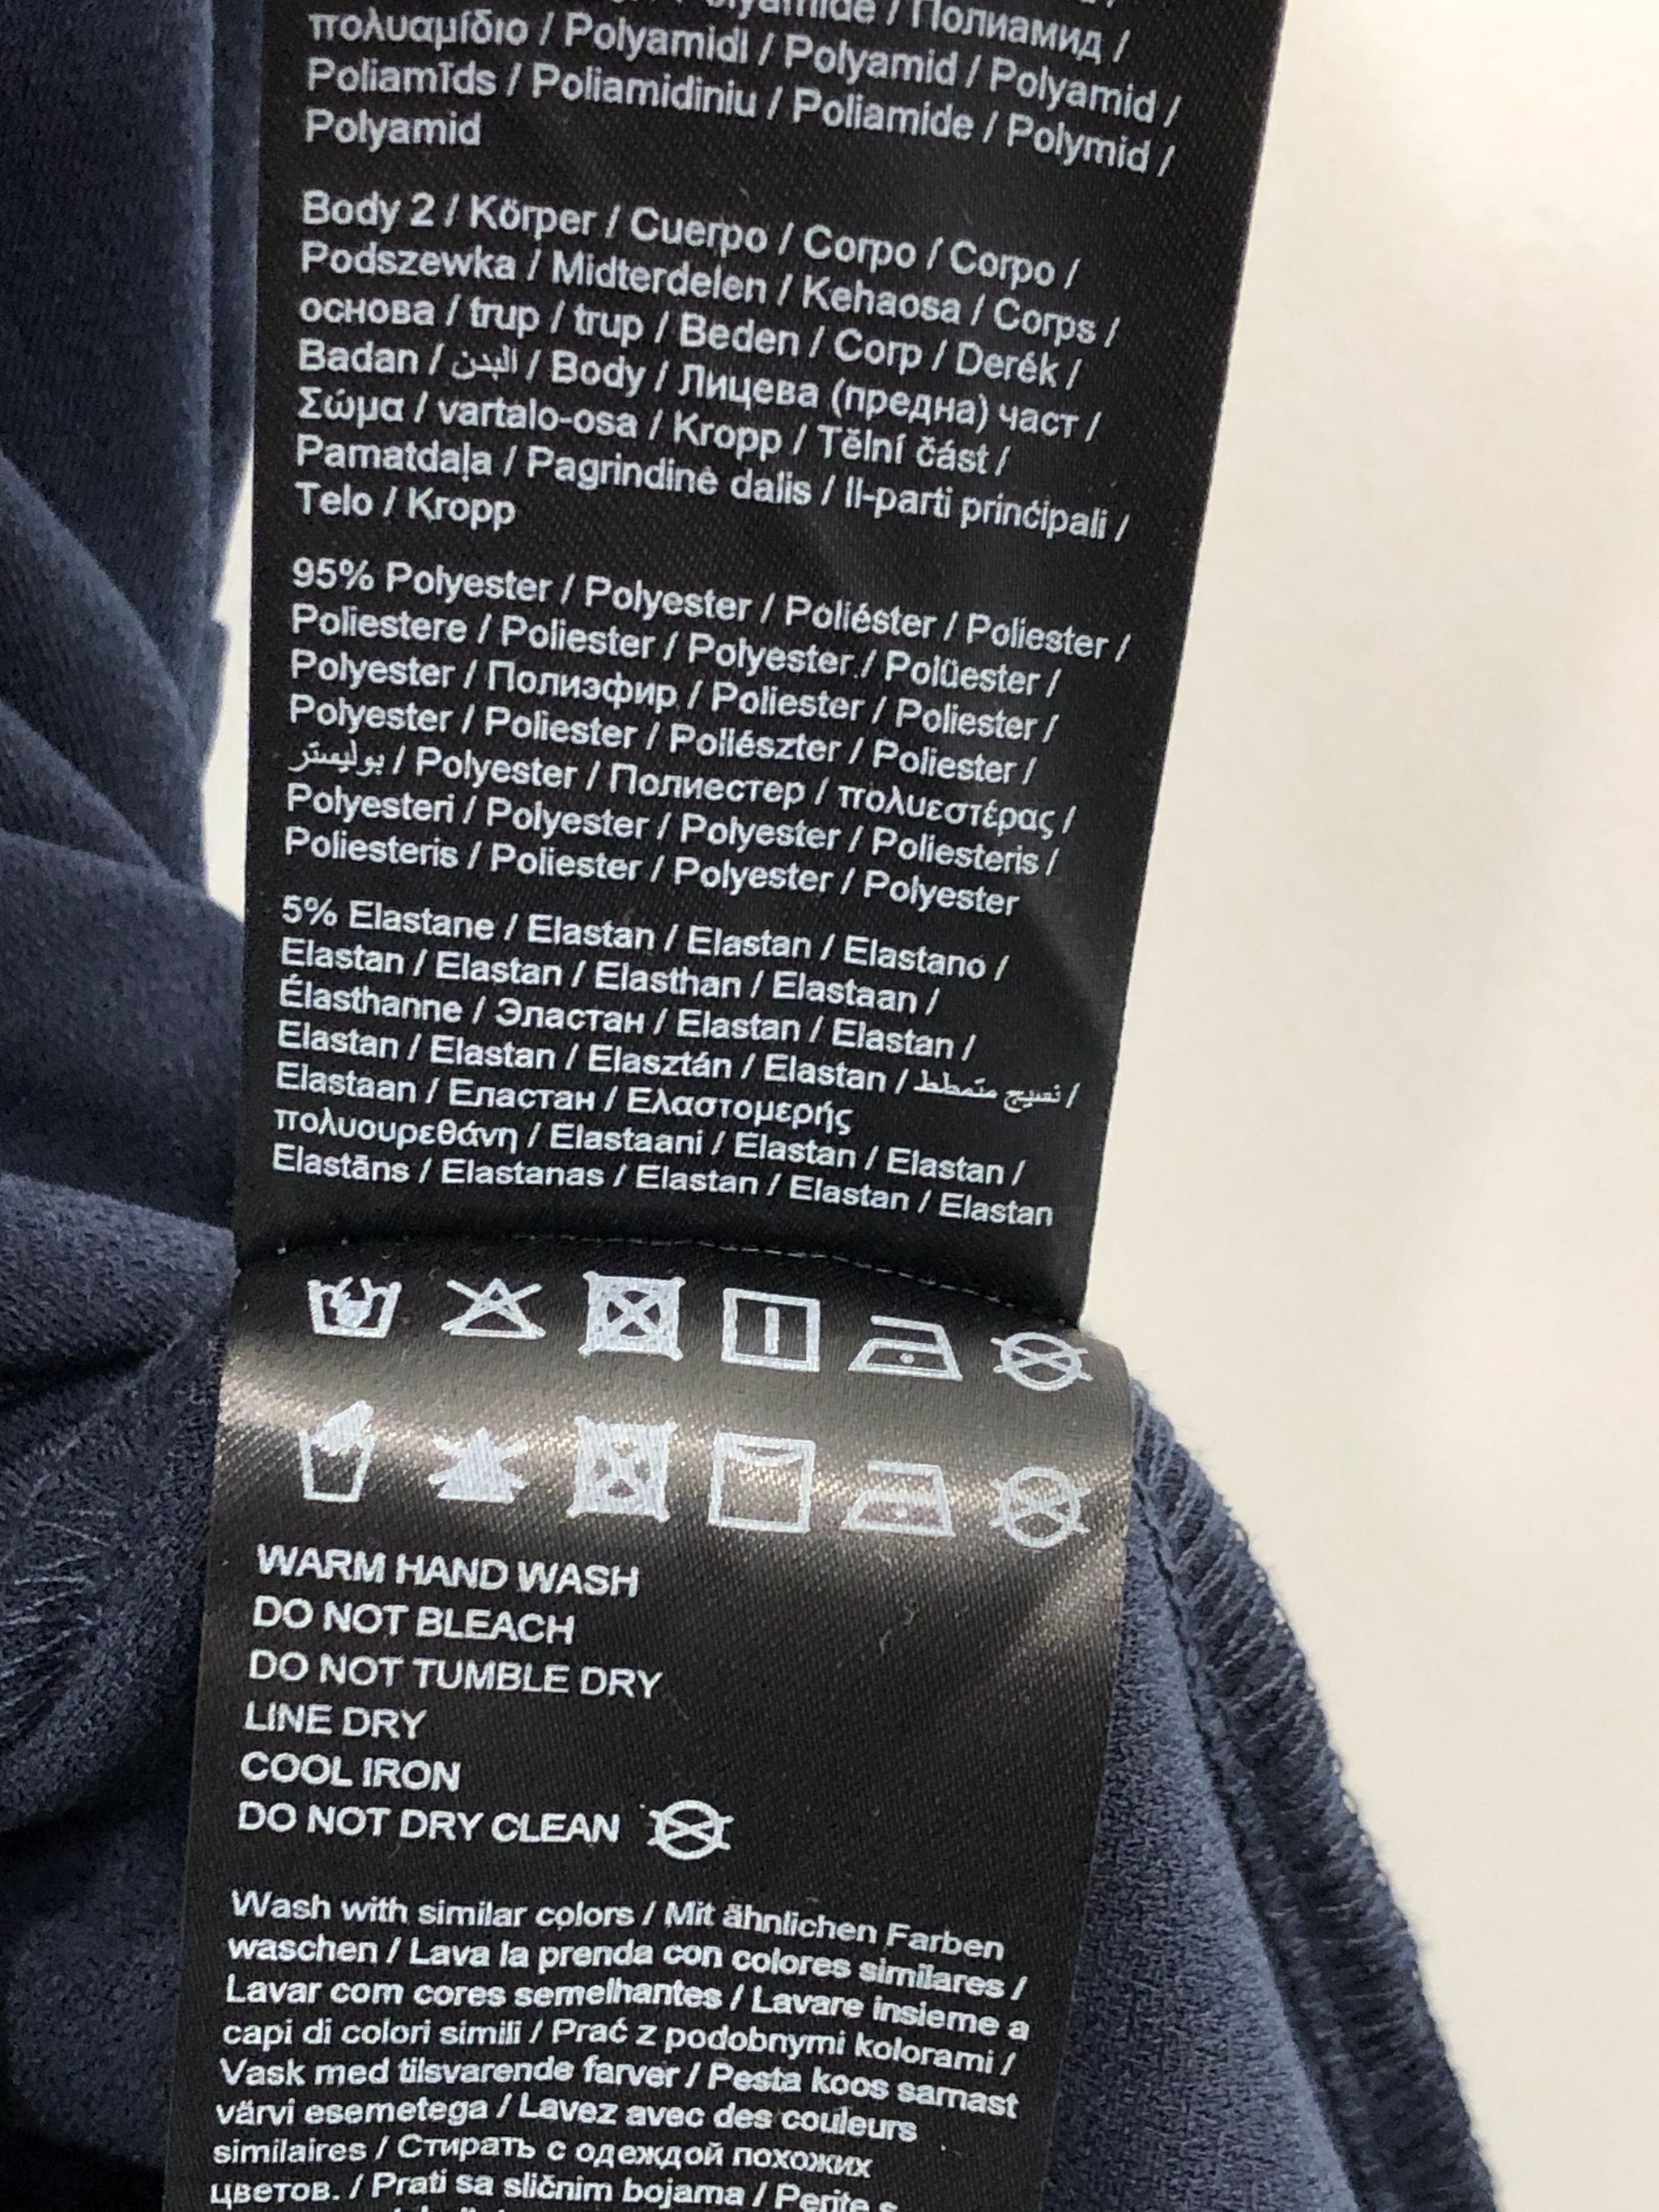 Polyamide / Полиамид /
πολυαμίδιο / Polyamidl / Polyamid / Polyamid /
Poliamīds / Poliamidiniu / Poliamide / Polymid /
Polyamid
Body 2 / Körper / Cuerpo / Corpo / Corpo /
Podszewka / Midterdelen / Kehaosa / Corps /
основа / trup / trup / Beden / Corp / Derék /
Badan / البدن / Body / Лицева (предна) част /
Σώμα / vartalo-osa / Kropp / Tělní část /
Pamatdaļa / Pagrindinė dalis / Il-parti prinċipali /
Telo / Kropp
95% Polyester / Polyester / Poliéster / Poliester /
Poliestere / Poliester / Polyester / Polüester /
Polyester / Полиэфир / Poliester / Poliester /
Polyester / Poliester / Poliészter / Poliester /
بوليستر / Polyester / Полиестер / πολυεστέρας /
Polyesteri / Polyester / Polyester / Poliesteris /
Poliesteris / Poliester / Polyester / Polyester
5% Elastane / Elastan / Elastan / Elastano /
Elastan / Elastan / Elasthan / Elastaan /
Élasthanne / Эластан / Elastan / Elastan /
Elastan / Elastan / Elasztán / Elastan / نسيج متمطط /
Elastaan / Еластан / Ελαστομερής
πολυουρεθάνη / Elastaani / Elastan / Elastan /
Elastāns / Elastanas / Elastan / Elastan / Elastan
WARM HAND WASH
DO NOT BLEACH
DO NOT TUMBLE DRY
LINE DRY
COOL IRON
DO NOT DRY CLEAN
Wash with similar colors / Mit ähnlichen Farben
waschen / Lava la prenda con colores similares /
Lavar com cores semelhantes / Lavare insieme a
capi di colori simili / Prać z podobnymi kolorami /
Vask med tilsvarende farver / Pesta koos samast
värvi esemetega / Lavez avec des couleurs
similaires / Стирать с одеждой похожих
цветов. / Prati sa sličnim bojama / Perite s